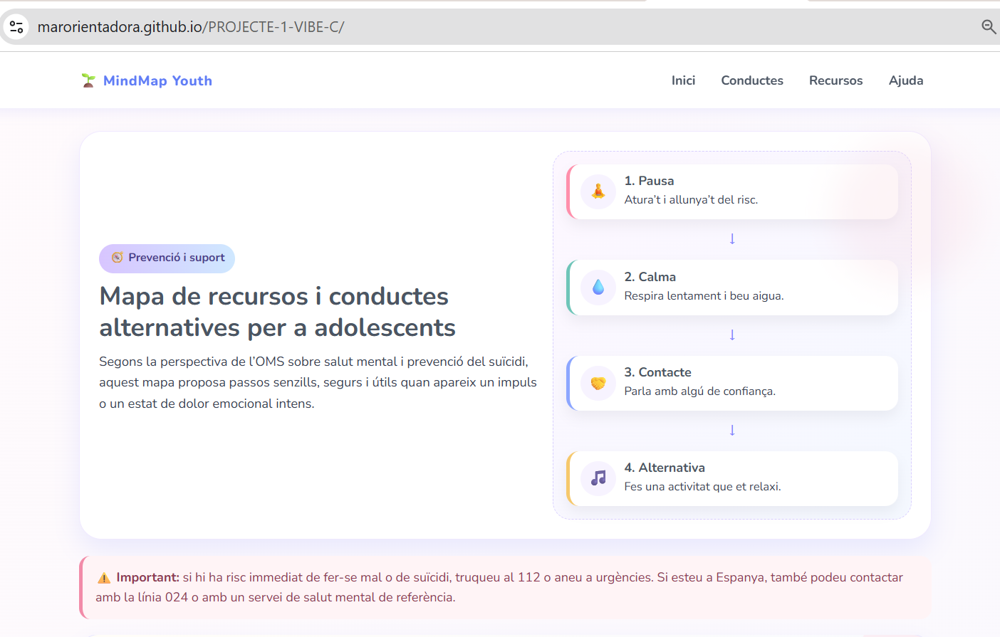 marorientadora.github.io/PROJECTE-1-VIBE-C/
MindMap Youth
Inici
Conductes
Recursos
Ajuda
Prevenció i suport
Mapa de recursos i conductes
alternatives per a adolescents
Segons la perspectiva de l’OMS sobre salut mental i prevenció del suïcidi,
aquest mapa proposa passos senzills, segurs i útils quan apareix un impuls
o un estat de dolor emocional intens.
1. Pausa
Atura’t i allunya’t del risc.
↓
2. Calma
Respira lentament i beu aigua.
↓
3. Contacte
Parla amb algú de confiança.
↓
4. Alternativa
Fes una activitat que et relaxi.
⚠️ Important: si hi ha risc immediat de fer-se mal o de suïcidi, truqueu al 112 o aneu a urgències. Si esteu a Espanya, també podeu contactar
amb la línia 024 o amb un servei de salut mental de referència.